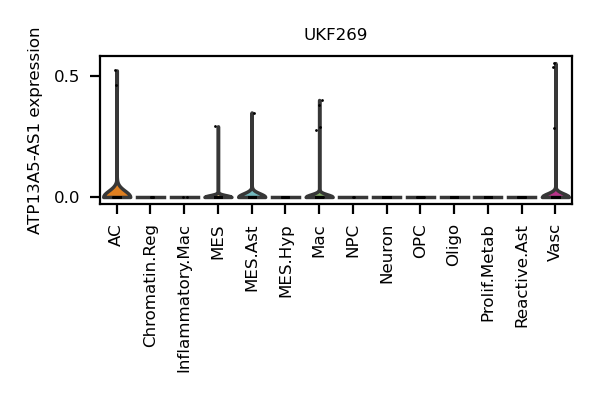 UKF269
ATP13A5-AS1 expression
0.5
0.0
AC
Chromatin.Reg
Inflammatory.Mac
MES
MES.Ast
MES.Hyp
Mac
NPC
Neuron
OPC
Oligo
Prolif.Metab
Reactive.Ast
Vasc